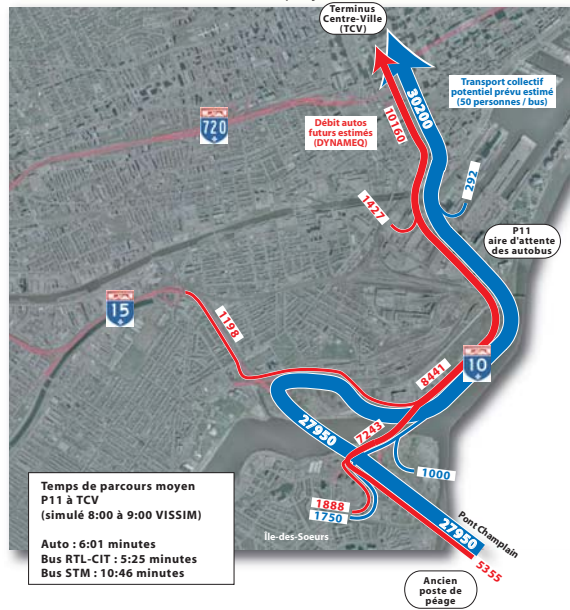 Terminus
Centre-Ville
(TCV)
Transport collectif
potentiel prévu estimé
(50 personnes / bus)
30200
720
Débit autos
futurs estimés
(DYNAMEQ)
10160
292
1427
P11
aire d'attente
des autobus
15
1198
10
8441
27950
7243
1000
1888
1750
Île-des-Soeurs
Pont Champlain
27950
5355
Temps de parcours moyen
P11 à TCV
(simulé 8:00 à 9:00 VISSIM)
Auto : 6:01 minutes
Bus RTL-CIT : 5:25 minutes
Bus STM : 10:46 minutes
Ancien
poste de
péage